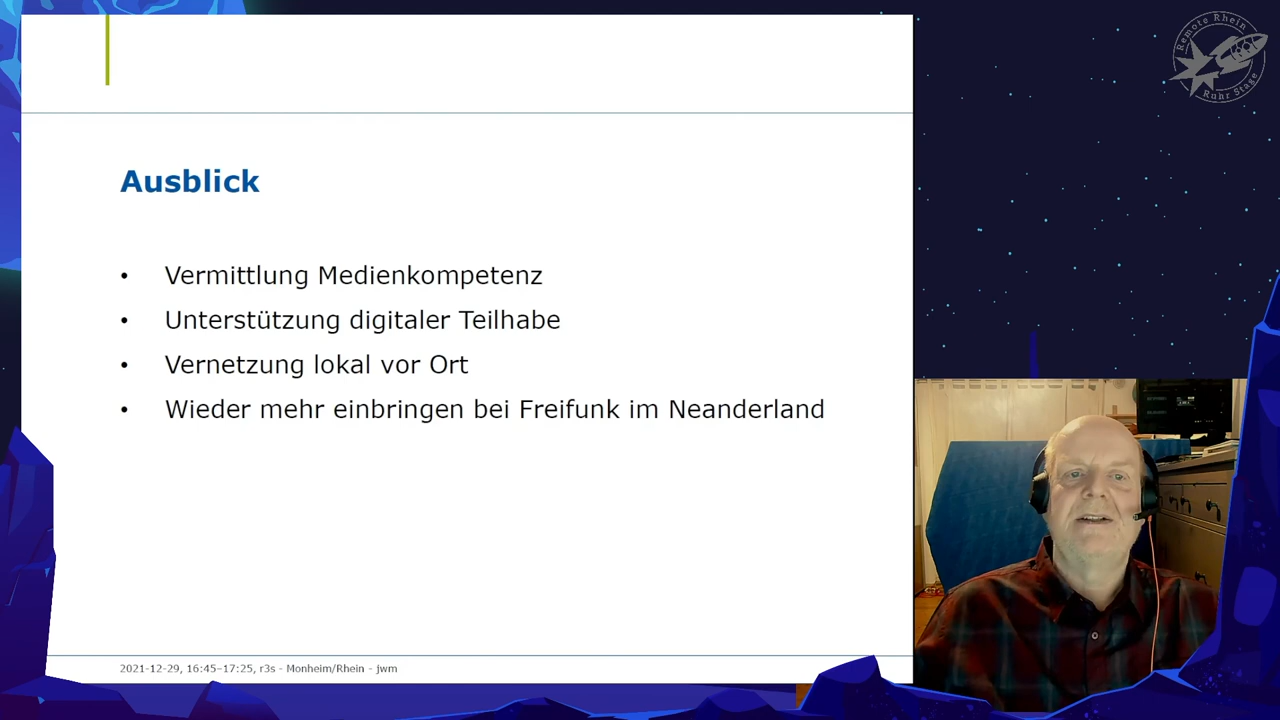 Remote Rhein
Ruhr Stage
Ausblick
• Vermittlung Medienkompetenz
• Unterstützung digitaler Teilhabe
• Vernetzung lokal vor Ort
• Wieder mehr einbringen bei Freifunk im Neanderland
2021-12-29, 16:45–17:25, r3s - Monheim/Rhein - jwm